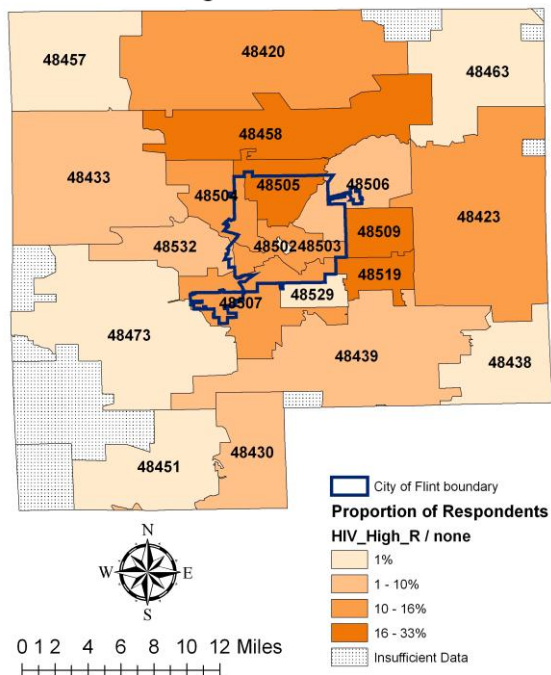 48457
48420
48463
48458
48433
48505
48504
48506
48423
48509
48532
48502
48503
48519
48529
48507
48473
48439
48438
48430
48451
City of Flint boundary
Proportion of Respondents
HIV_High_R / none
1%
1 - 10%
10 - 16%
16 - 33%
Insufficient Data
N
W E
S
0 1 2 4 6 8 10 12 Miles